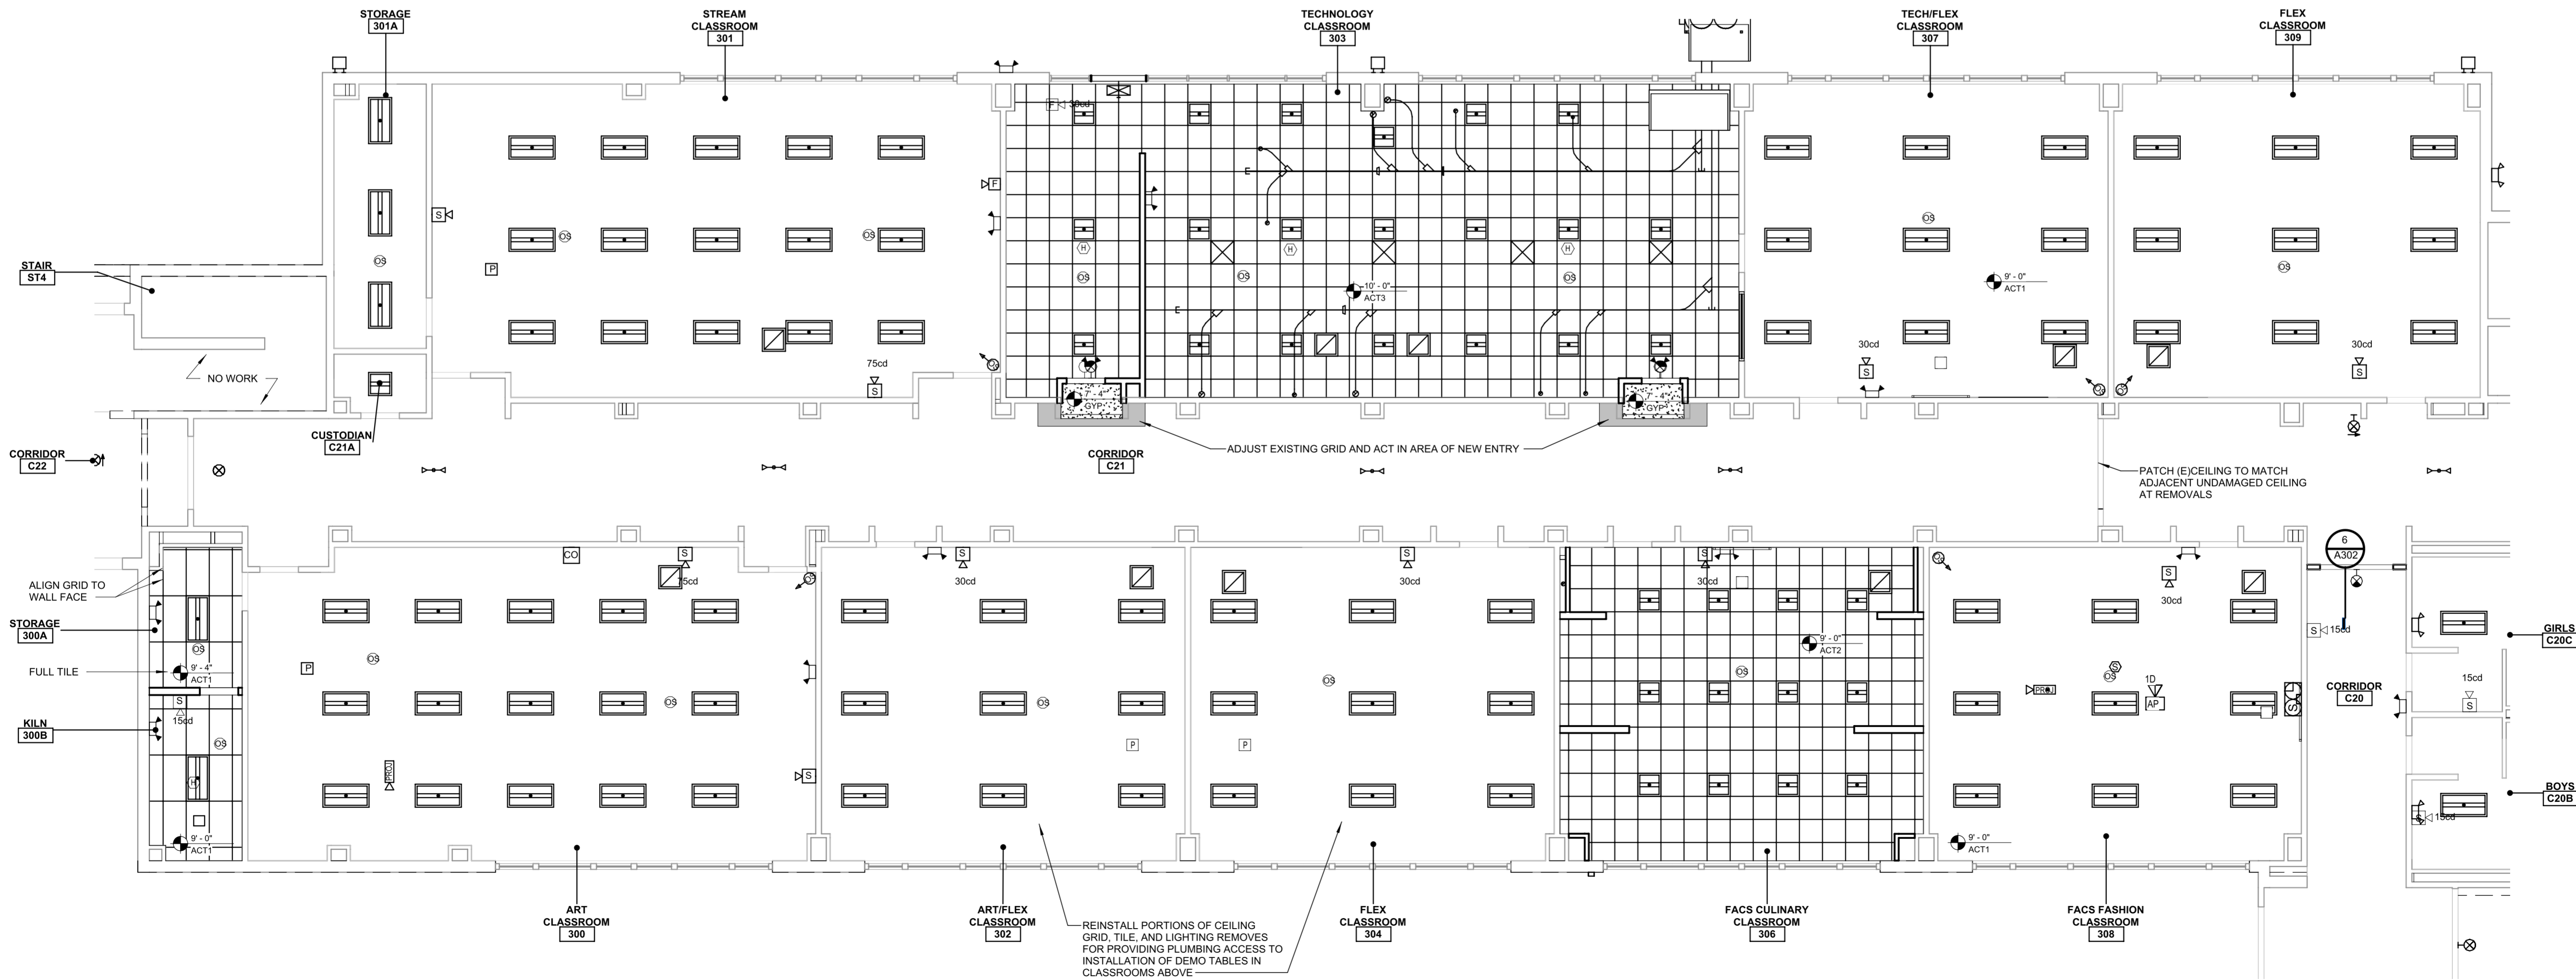 STORAGE
301A
STREAM
CLASSROOM
301
TECHNOLOGY
CLASSROOM
303
TECH/FLEX
CLASSROOM
307
FLEX
CLASSROOM
309
F
30cd
F
S
OS
OS
OS
P
H
H
H
OS
OS
OS
OS
OS
STAIR
ST4
10' - 0"
ACT3
9' - 0"
ACT1
NO WORK
75cd
S
30cd
S
30cd
S
7' - 4"
GYP
7' - 4"
GYP
CUSTODIAN
C21A
CORRIDOR
C22
CORRIDOR
C21
ADJUST EXISTING GRID AND ACT IN AREA OF NEW ENTRY
PATCH (E)CEILING TO MATCH
ADJACENT UNDAMAGED CEILING
AT REMOVALS
6
A302
CO
S
75cd
S
30cd
S
30cd
S
30cd
S
30cd
ALIGN GRID TO
WALL FACE
STORAGE
300A
S
15cd
GIRLS
C20C
OS
P
OS
9' - 0"
ACT2
FULL TILE
9' - 4"
ACT1
OS
OS
OS
OS
S
OS
PROJ
1D
AP
S
CORRIDOR
C20
15cd
S
S
15cd
KILN
300B
OS
P
P
PROJ
S
H
BOYS
C20B
S
15cd
9' - 0"
ACT1
9' - 0"
ACT1
ART
CLASSROOM
300
ART/FLEX
CLASSROOM
302
REINSTALL PORTIONS OF CEILING
GRID, TILE, AND LIGHTING REMOVES
FOR PROVIDING PLUMBING ACCESS TO
INSTALLATION OF DEMO TABLES IN
CLASSROOMS ABOVE
FLEX
CLASSROOM
304
FACS CULINARY
CLASSROOM
306
FACS FASHION
CLASSROOM
308